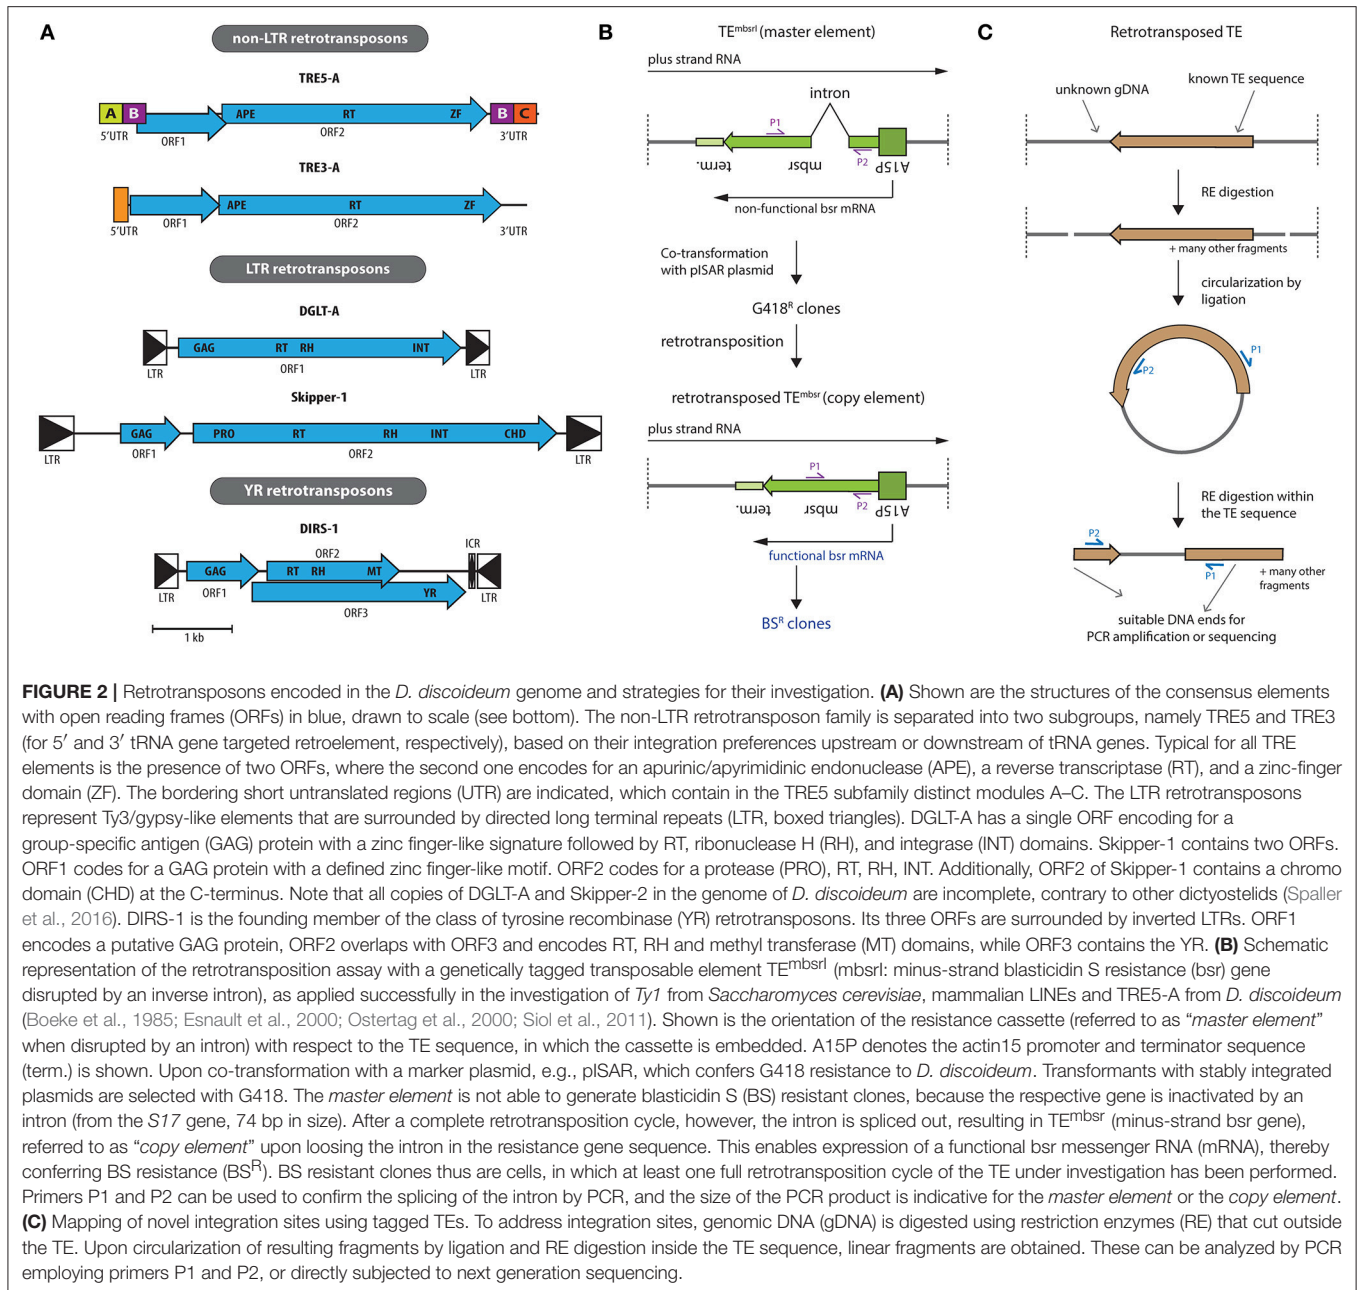 A
non-LTR retrotransposons
TRE5-A
A B APE RT ZF B C
5′UTR ORF1 ORF2 3′UTR
TRE3-A
APE RT ZF
5′UTR ORF1 ORF2 3′UTR
LTR retrotransposons
DGLT-A
GAG RT RH INT
LTR ORF1 LTR
Skipper-1
GAG PRO RT RH INT CHD
LTR ORF1 ORF2 LTR
YR retrotransposons
DIRS-1
ORF2 ICR
GAG RT RH MT
LTR ORF1 YR LTR
ORF3
1 kb
B
TEmbsrI (master element)
plus strand RNA
intron
P1
P2
term. mbsr A15P
non-functional bsr mRNA
Co-transformation
with pISAR plasmid
G418R clones
retrotransposition
retrotransposed TEmbsr (copy element)
plus strand RNA
P1
P2
term. mbsr A15P
functional bsr mRNA
BSR clones
C
Retrotransposed TE
known TE sequence
unknown gDNA
RE digestion
+ many other fragments
circularization by
ligation
P1
P2
RE digestion within
the TE sequence
P2
P1
+ many other
fragments
suitable DNA ends for
PCR amplification or sequencing
FIGURE 2 | Retrotransposons encoded in the D. discoideum genome and strategies for their investigation. (A) Shown are the structures of the consensus elements
with open reading frames (ORFs) in blue, drawn to scale (see bottom). The non-LTR retrotransposon family is separated into two subgroups, namely TRE5 and TRE3
(for 5′ and 3′ tRNA gene targeted retroelement, respectively), based on their integration preferences upstream or downstream of tRNA genes. Typical for all TRE
elements is the presence of two ORFs, where the second one encodes for an apurinic/apyrimidinic endonuclease (APE), a reverse transcriptase (RT), and a zinc-finger
domain (ZF). The bordering short untranslated regions (UTR) are indicated, which contain in the TRE5 subfamily distinct modules A–C. The LTR retrotransposons
represent Ty3/gypsy-like elements that are surrounded by directed long terminal repeats (LTR, boxed triangles). DGLT-A has a single ORF encoding for a
group-specific antigen (GAG) protein with a zinc finger-like signature followed by RT, ribonuclease H (RH), and integrase (INT) domains. Skipper-1 contains two ORFs.
ORF1 codes for a GAG protein with a defined zinc finger-like motif. ORF2 codes for a protease (PRO), RT, RH, INT. Additionally, ORF2 of Skipper-1 contains a chromo
domain (CHD) at the C-terminus. Note that all copies of DGLT-A and Skipper-2 in the genome of D. discoideum are incomplete, contrary to other dictyostelids (Spaller
et al., 2016). DIRS-1 is the founding member of the class of tyrosine recombinase (YR) retrotransposons. Its three ORFs are surrounded by inverted LTRs. ORF1
encodes a putative GAG protein, ORF2 overlaps with ORF3 and encodes RT, RH and methyl transferase (MT) domains, while ORF3 contains the YR. (B) Schematic
representation of the retrotransposition assay with a genetically tagged transposable element TEmbsrI (mbsrI: minus-strand blasticidin S resistance (bsr) gene
disrupted by an inverse intron), as applied successfully in the investigation of Ty1 from Saccharomyces cerevisiae, mammalian LINEs and TRE5-A from D. discoideum
(Boeke et al., 1985; Esnault et al., 2000; Ostertag et al., 2000; Siol et al., 2011). Shown is the orientation of the resistance cassette (referred to as “master element”
when disrupted by an intron) with respect to the TE sequence, in which the cassette is embedded. A15P denotes the actin15 promoter and terminator sequence
(term.) is shown. Upon co-transformation with a marker plasmid, e.g., pISAR, which confers G418 resistance to D. discoideum. Transformants with stably integrated
plasmids are selected with G418. The master element is not able to generate blasticidin S (BS) resistant clones, because the respective gene is inactivated by an
intron (from the S17 gene, 74 bp in size). After a complete retrotransposition cycle, however, the intron is spliced out, resulting in TEmbsr (minus-strand bsr gene),
referred to as “copy element” upon loosing the intron in the resistance gene sequence. This enables expression of a functional bsr messenger RNA (mRNA), thereby
conferring BS resistance (BSR). BS resistant clones thus are cells, in which at least one full retrotransposition cycle of the TE under investigation has been performed.
Primers P1 and P2 can be used to confirm the splicing of the intron by PCR, and the size of the PCR product is indicative for the master element or the copy element.
(C) Mapping of novel integration sites using tagged TEs. To address integration sites, genomic DNA (gDNA) is digested using restriction enzymes (RE) that cut outside
the TE. Upon circularization of resulting fragments by ligation and RE digestion inside the TE sequence, linear fragments are obtained. These can be analyzed by PCR
employing primers P1 and P2, or directly subjected to next generation sequencing.